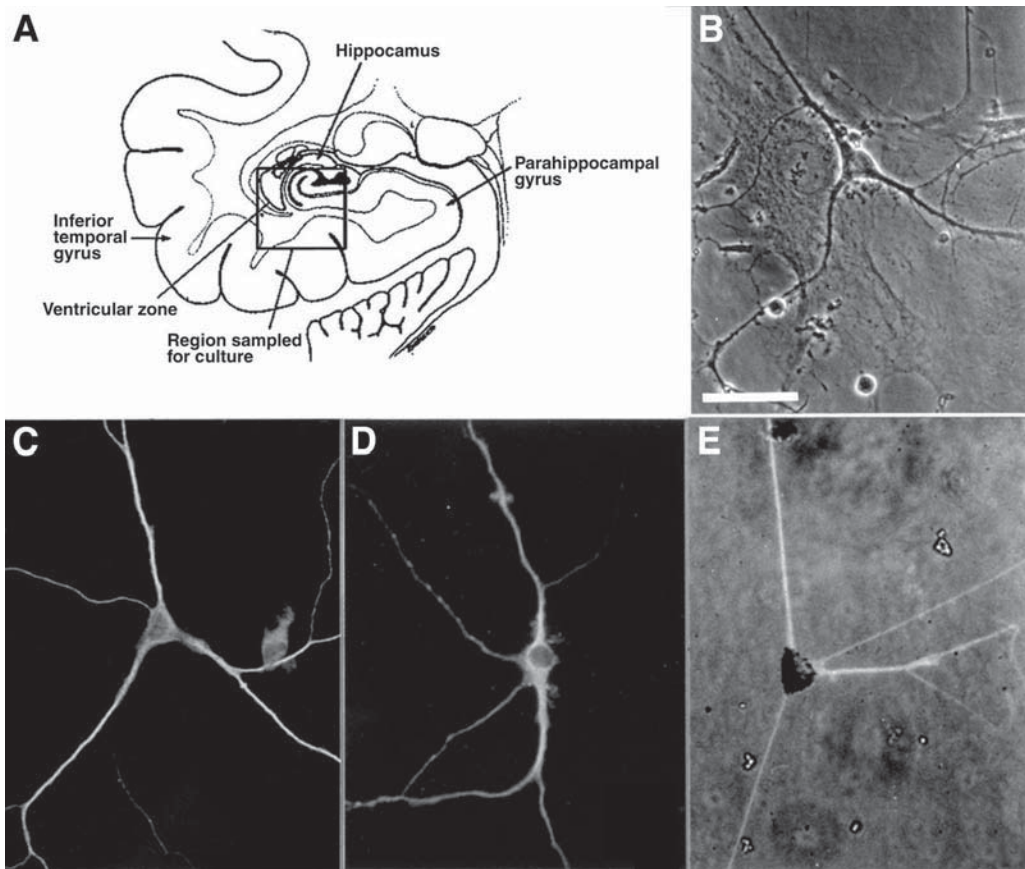 A
Hippocamus
Parahippocampal
gyrus
Inferior
temporal
gyrus
Ventricular zone
Region sampled
for culture
B
C
D
E